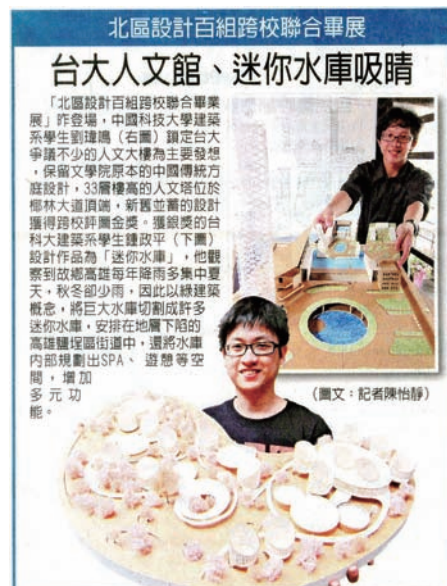 北區設計百組跨校聯合畢展
台大人文館、迷你水庫吸睛
「北區設計百組跨校聯合畢業
展」昨登場，中國科技大學建築
系學生劉瑋鳴（右圖）鎖定台大
爭議不少的人文大樓為主要發想
，保留文學院原本的中國傳統方
庭設計，33層樓高的人文塔位於
椰林大道頂端，新舊並蓄的設計
獲得跨校評圖金獎。獲銀獎的台
科大建築系學生鍾政平（下圖）
設計作品為「迷你水庫」，他觀
察到故鄉高雄每年降雨多集中夏
天，秋冬卻少雨，因此以綠建築
概念，將巨大水庫切割成許多
迷你水庫，安排在地層下陷的
高雄鹽埕區街道中，還將水庫
內部規劃出SPA、遊憩等空
間，增加
多元功
能。
（圖文：記者陳怡靜）